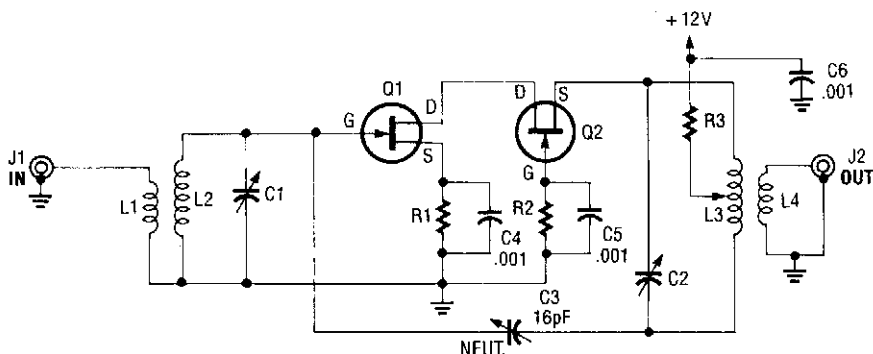 +12V
C6
.001
Q1
D
G
S
D
S
Q2
G
R3
J1
IN
L1
L2
C1
R1
C4
.001
R2
C5
.001
C2
L3
L4
J2
OUT
C3
16pF
NEUT.